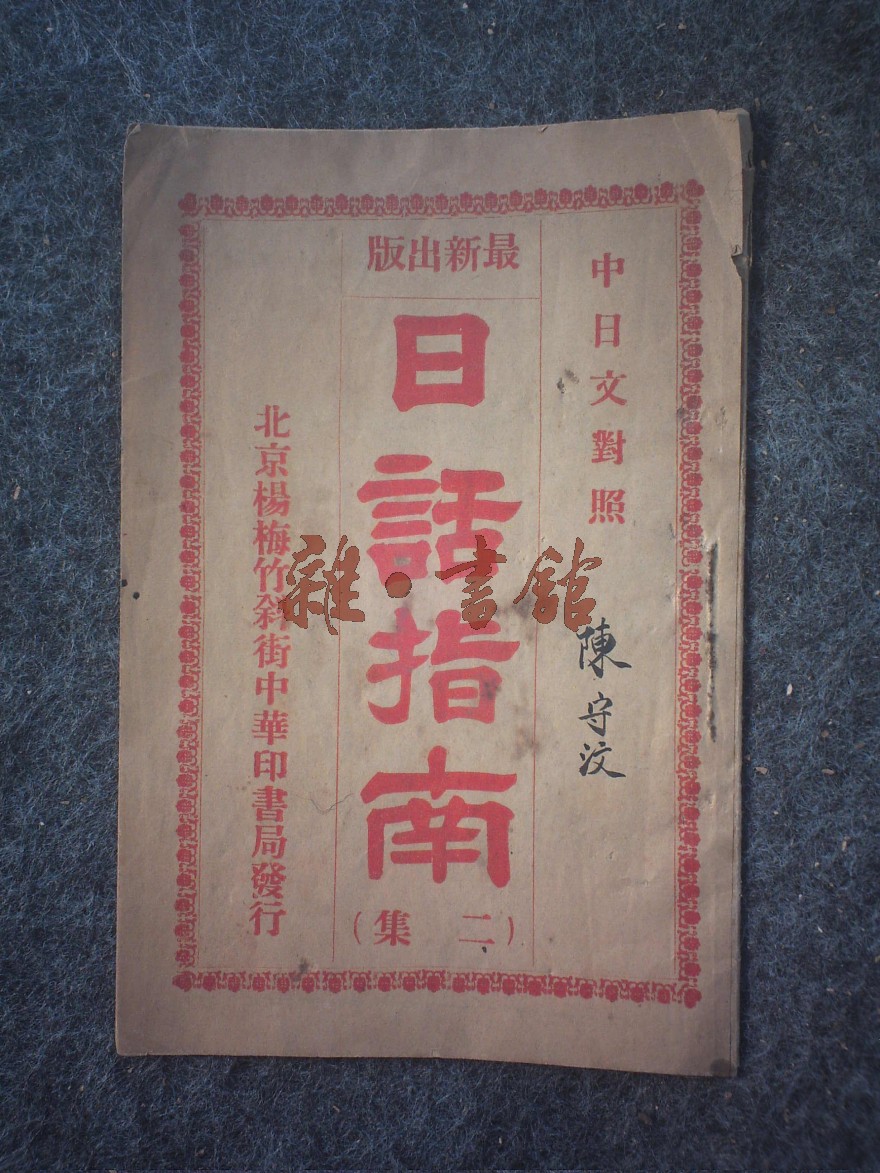 中日文對照
陳守汶
最新出版
日話指南
（二集）
北京楊梅竹斜街中華印書局發行
雜·書館